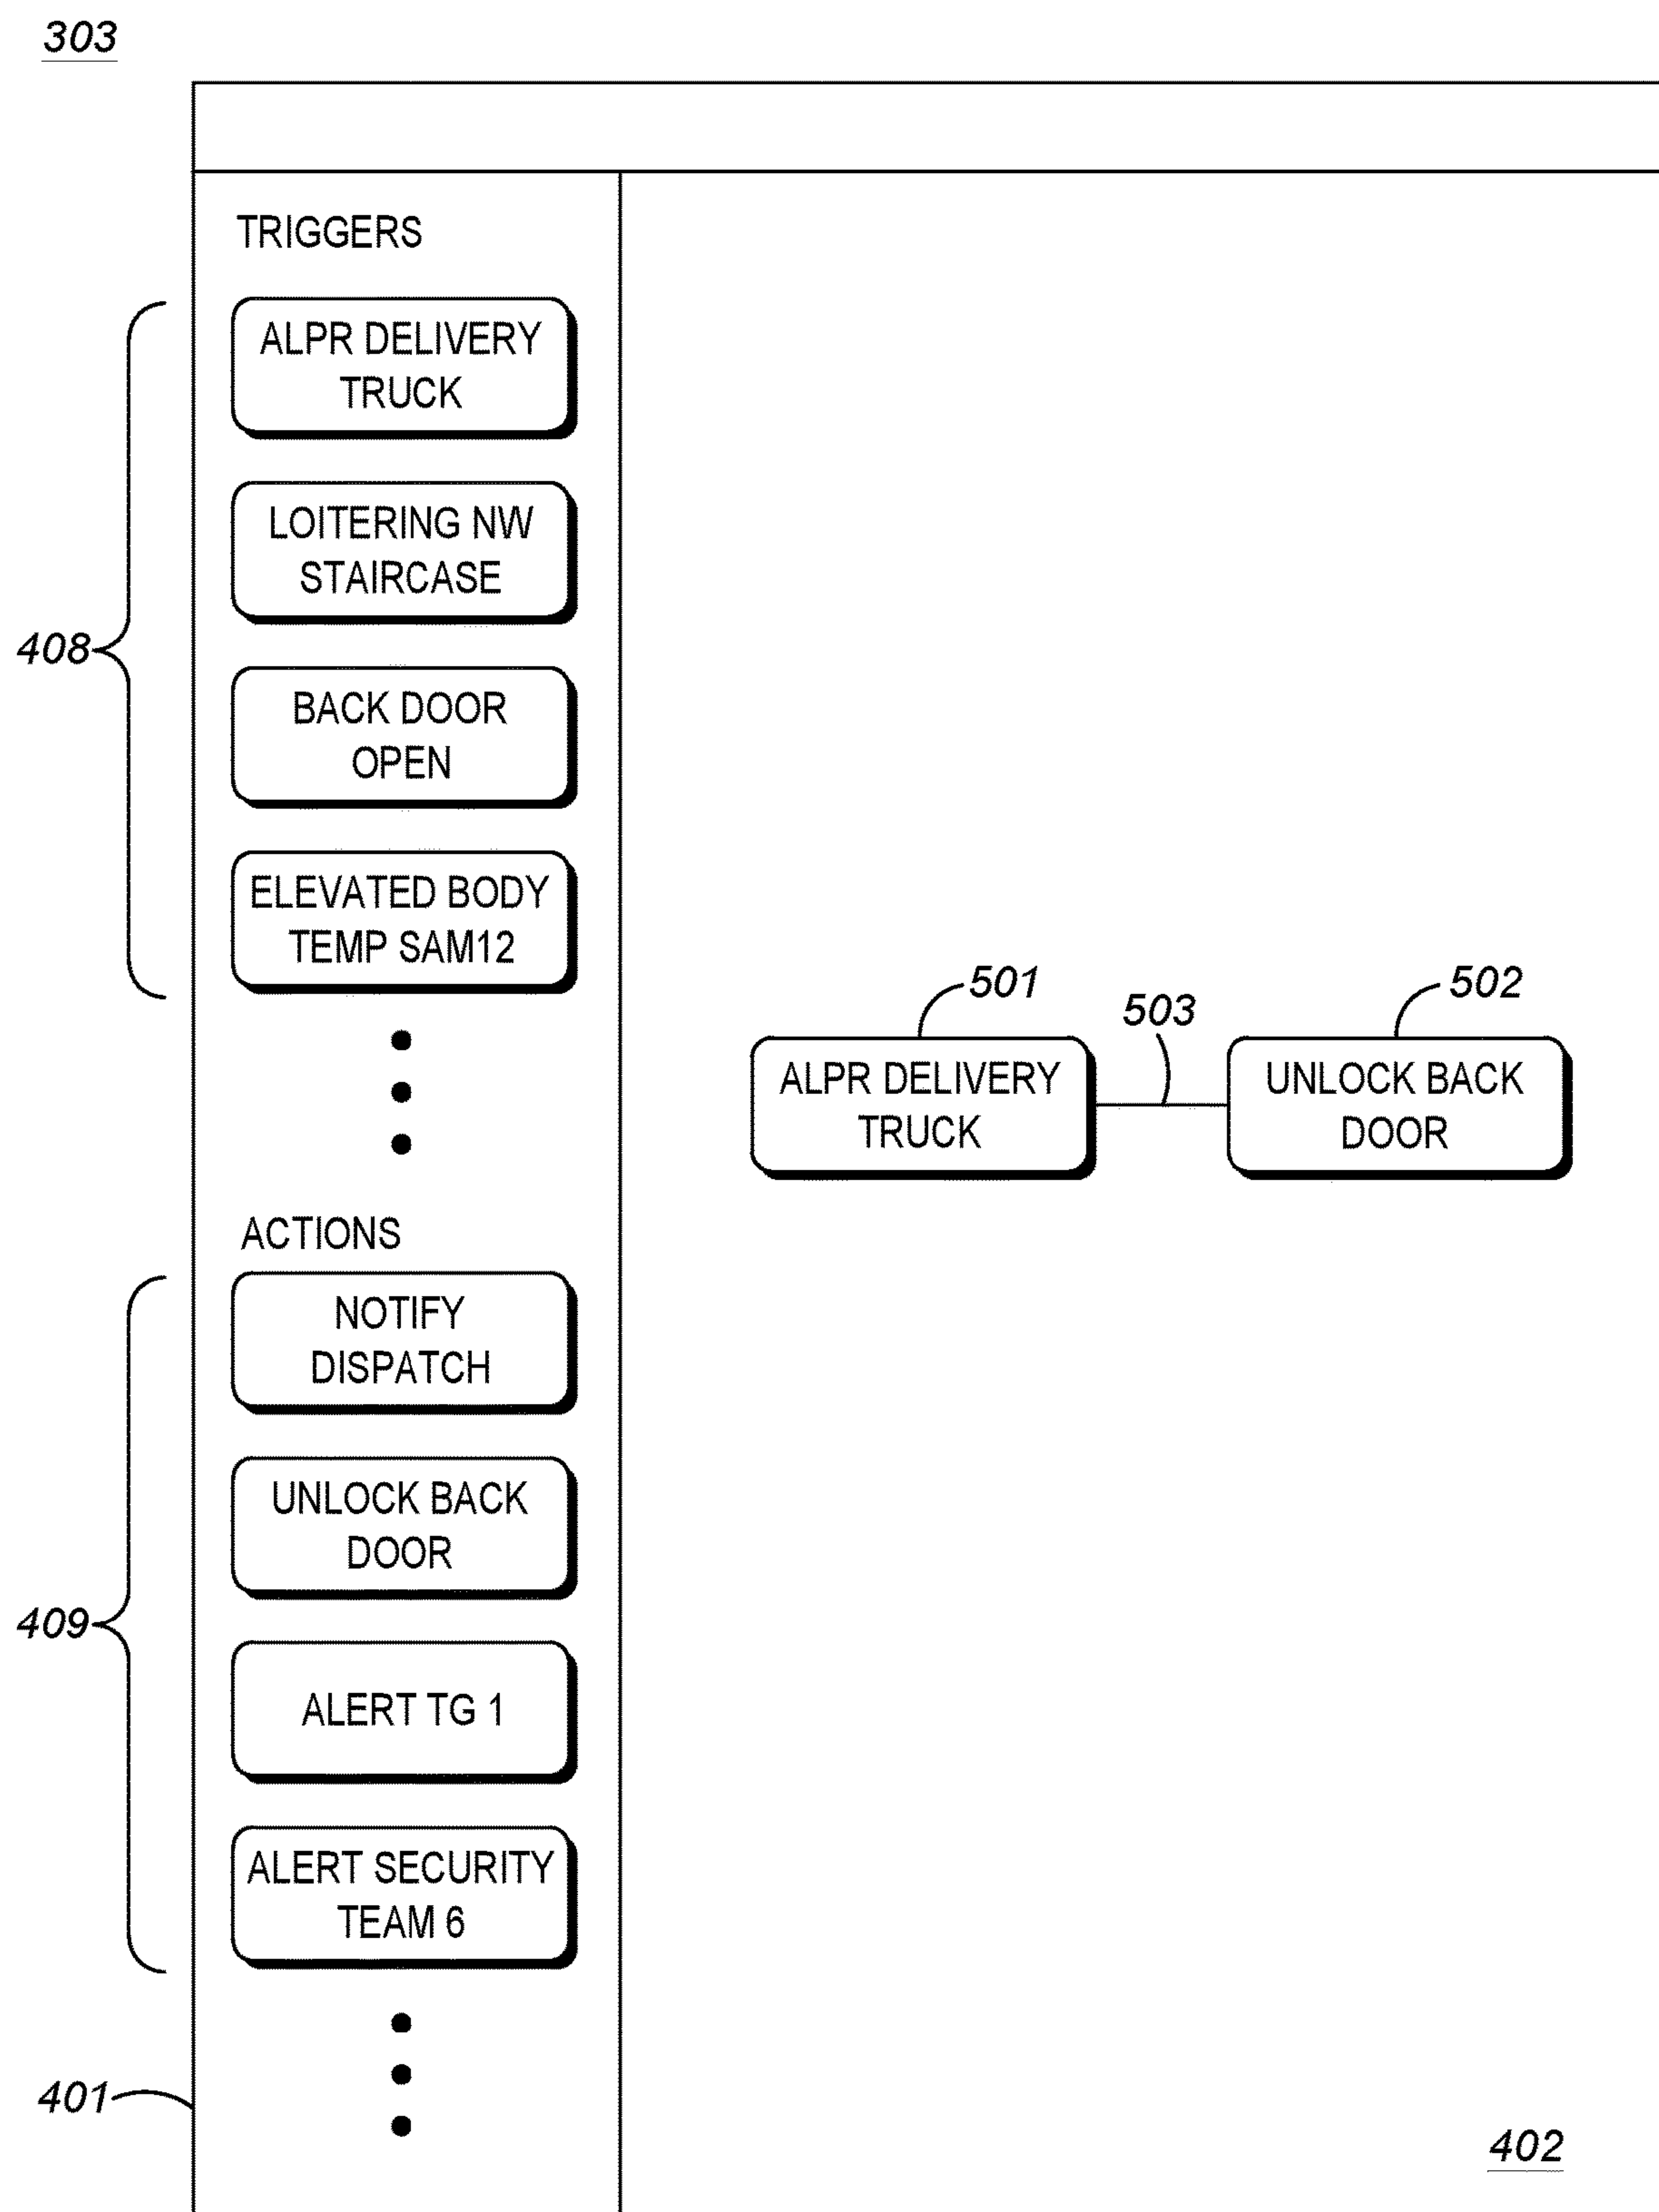 303
TRIGGERS
ALPR DELIVERY
TRUCK
LOITERING NW
STAIRCASE
408
BACK DOOR
OPEN
ELEVATED BODY
TEMP SAM12
501
503
502
ALPR DELIVERY
TRUCK
UNLOCK BACK
DOOR
ACTIONS
NOTIFY
DISPATCH
UNLOCK BACK
DOOR
409
ALERT TG 1
ALERT SECURITY
TEAM 6
401
402